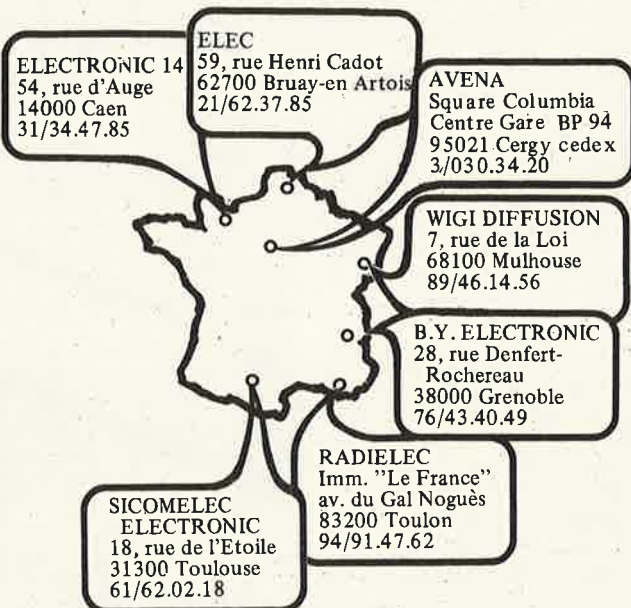 ELECTRONIC 14
54, rue d'Auge
14000 Caen
31/34.47.85
ELEC
59, rue Henri Cadot
62700 Bruay-en Artois
21/62.37.85
AVENA
Square Columbia
Centre Gare BP 94
95021 Cergy cedex
3/030.34.20
WIGI DIFFUSION
7, rue de la Loi
68100 Mulhouse
89/46.14.56
B.Y. ELECTRONIC
28, rue Denfert-
Rochereau
38000 Grenoble
76/43.40.49
RADIELEC
Imm. "Le France"
av. du Gal Noguès
83200 Toulon
94/91.47.62
SICOMELEC
ELECTRONIC
18, rue de l'Etoile
31300 Toulouse
61/62.02.18